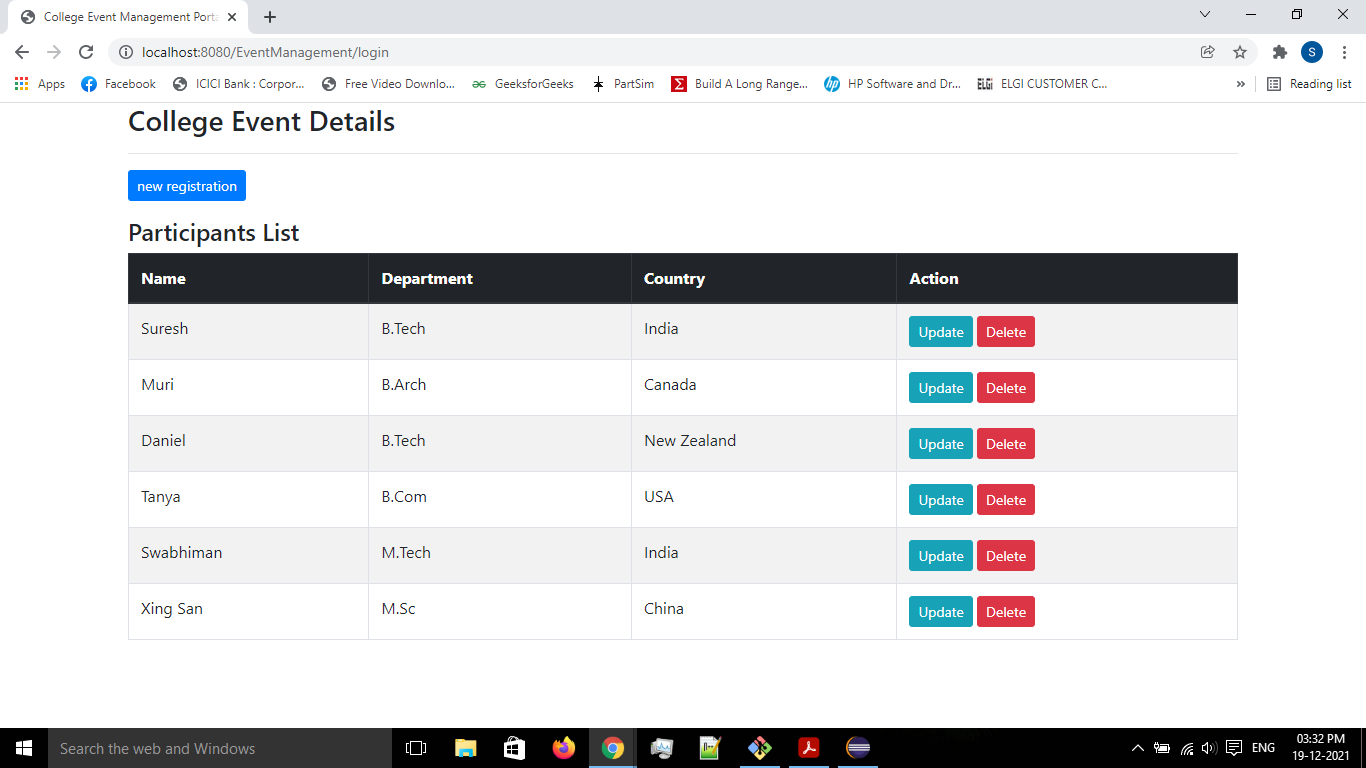 College Event Management Porta
localhost:8080/EventManagement/login
S
Apps Facebook ICICI Bank : Corpor... Free Video Downlo... GeeksforGeeks PartSim Build A Long Range... HP Software and Dr... ELGI ELGI CUSTOMER C... » Reading list
College Event Details
new registration
Participants List
Name Department Country Action
Suresh B.Tech India Update Delete
Muri B.Arch Canada Update Delete
Daniel B.Tech New Zealand Update Delete
Tanya B.Com USA Update Delete
Swabhiman M.Tech India Update Delete
Xing San M.Sc China Update Delete
Search the web and Windows
ENG
03:32 PM
19-12-2021